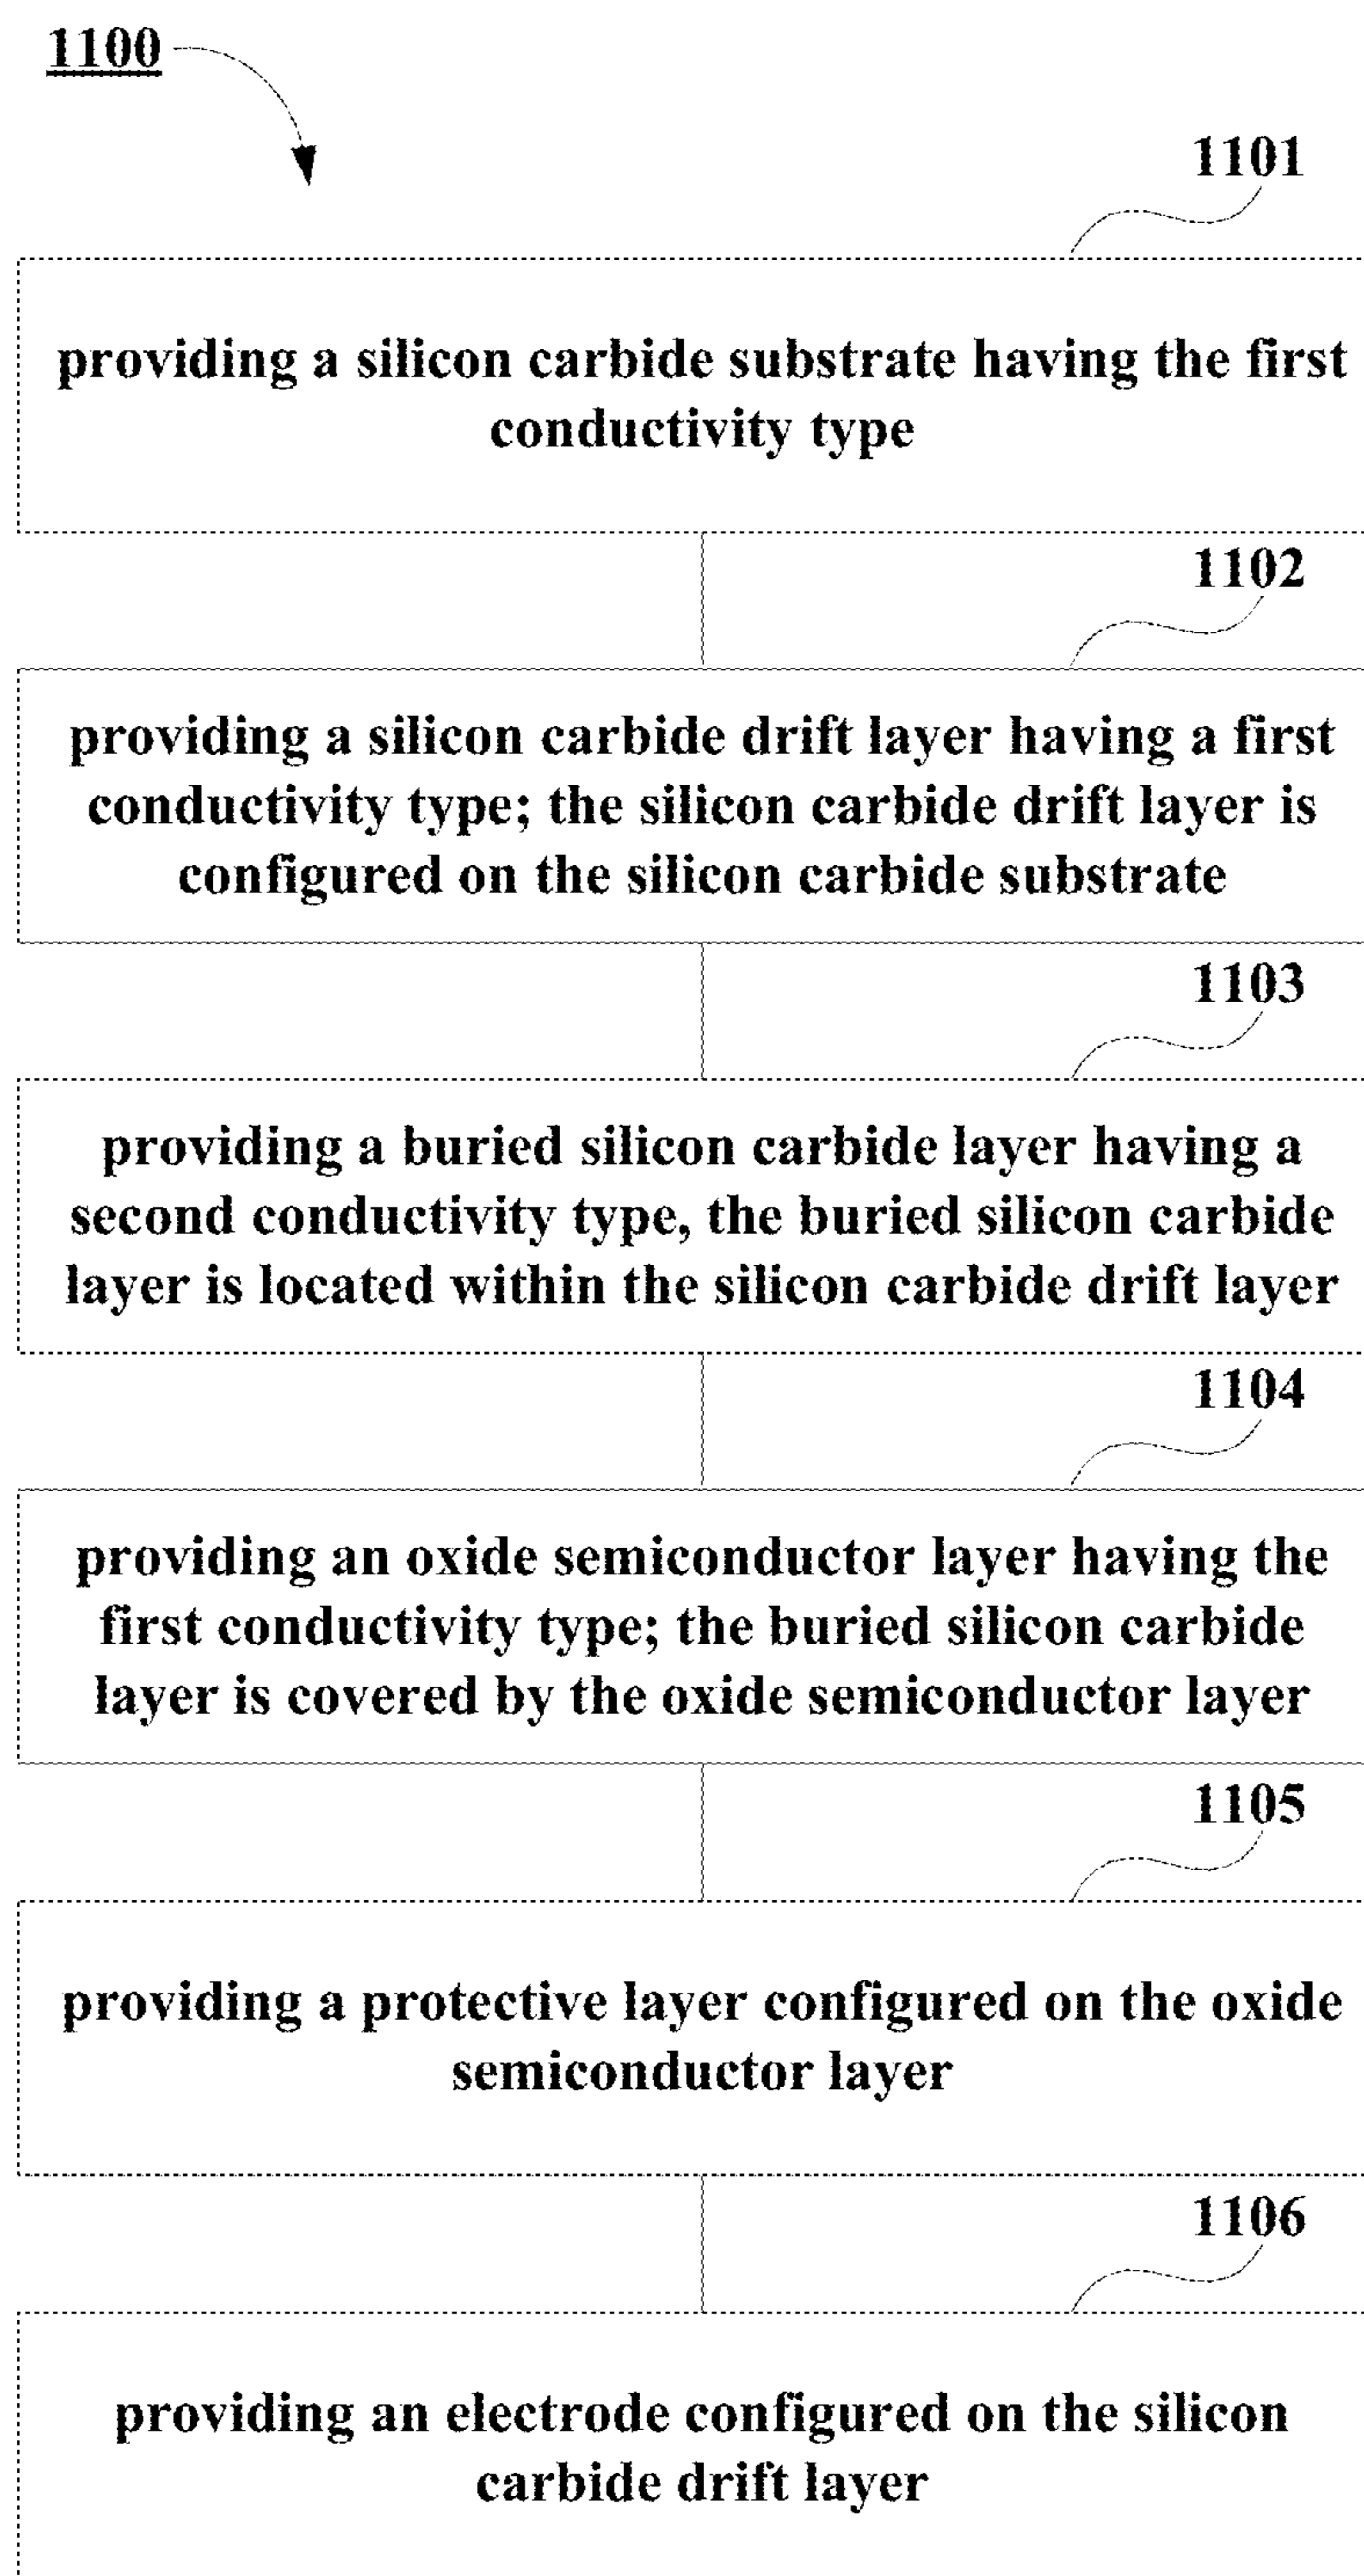 1100
1101
providing a silicon carbide substrate having the first
conductivity type
1102
providing a silicon carbide drift layer having a first
conductivity type; the silicon carbide drift layer is
configured on the silicon carbide substrate
1103
providing a buried silicon carbide layer having a
second conductivity type, the buried silicon carbide
layer is located within the silicon carbide drift layer
1104
providing an oxide semiconductor layer having the
first conductivity type; the buried silicon carbide
layer is covered by the oxide semiconductor layer
1105
providing a protective layer configured on the oxide
semiconductor layer
1106
providing an electrode configured on the silicon
carbide drift layer